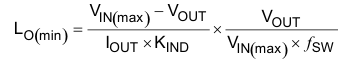 L_O(min) = (V_IN(max) − V_OUT) / (I_OUT × K_IND) × V_OUT / (V_IN(max) × f_SW)